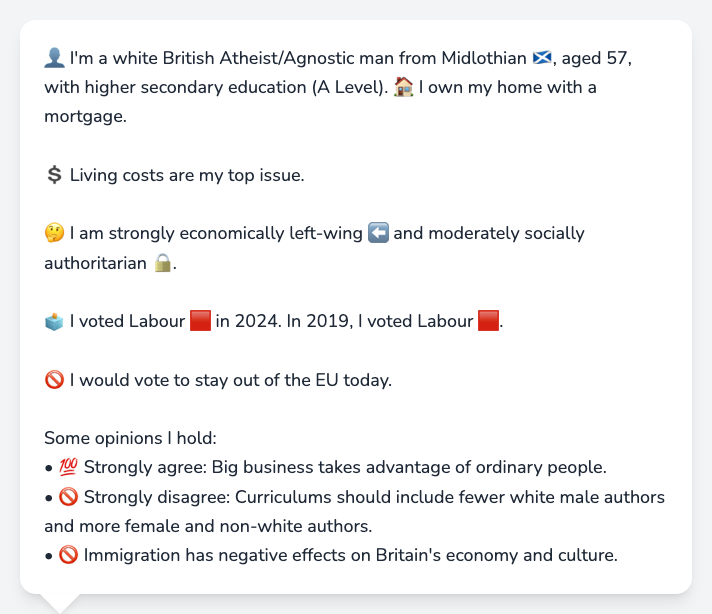 👤 I'm a white British Atheist/Agnostic man from Midlothian 🏴󠁧󠁢󠁳󠁣󠁴󠁿, aged 57,
with higher secondary education (A Level). 🏠 I own my home with a
mortgage.
💲 Living costs are my top issue.
🤔 I am strongly economically left-wing ⬅️ and moderately socially
authoritarian 🔒.
🗳️ I voted Labour 🟥 in 2024. In 2019, I voted Labour 🟥.
🚫 I would vote to stay out of the EU today.
Some opinions I hold:
• 💯 Strongly agree: Big business takes advantage of ordinary people.
• 🚫 Strongly disagree: Curriculums should include fewer white male authors
and more female and non-white authors.
• 🚫 Immigration has negative effects on Britain's economy and culture.